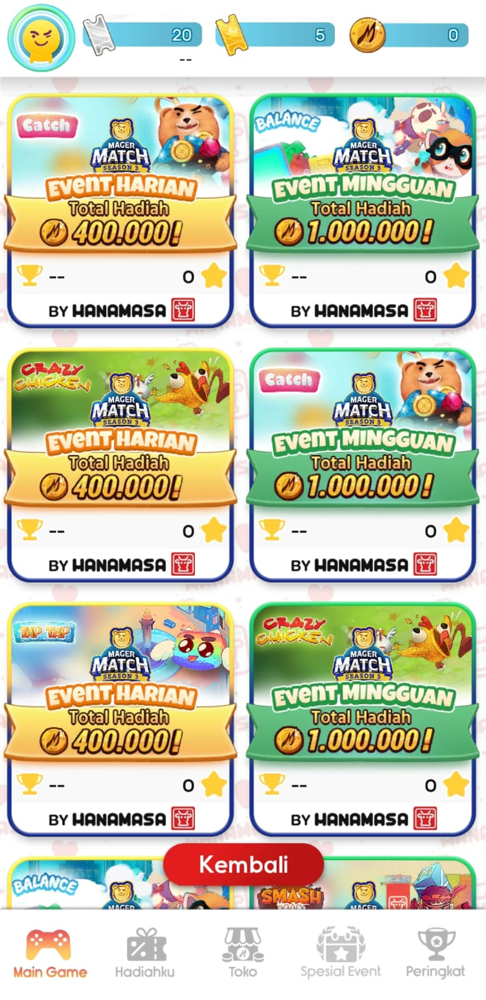 20
5
0
--
Catch
MAGER
MATCH
SEASON 3
EVENT HARIAN
Total Hadiah
400.000!
-- 0
BY HANAMASA
BALANCE
MAGER
MATCH
SEASON 3
EVENT MINGGUAN
Total Hadiah
1.000.000!
-- 0
BY HANAMASA
CRAZY
CHICKEN
MAGER
MATCH
SEASON 3
EVENT HARIAN
Total Hadiah
400.000!
-- 0
BY HANAMASA
Catch
MAGER
MATCH
SEASON 3
EVENT MINGGUAN
Total Hadiah
1.000.000!
-- 0
BY HANAMASA
TAP TAP
MAGER
MATCH
SEASON 3
EVENT HARIAN
Total Hadiah
400.000!
-- 0
BY HANAMASA
CRAZY
CHICKEN
MAGER
MATCH
SEASON 3
EVENT MINGGUAN
Total Hadiah
1.000.000!
-- 0
BY HANAMASA
Kembali
BALANCE
SMASH
Main Game
Hadiahku
Toko
Spesial Event
Peringkat